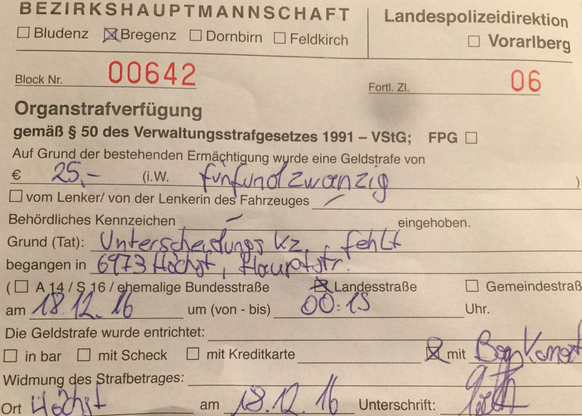 BEZIRKSHAUPTMANNSCHAFT
Landespolizeidirektion
Bludenz Bregenz Dornbirn Feldkirch
Vorarlberg
Block Nr. 00642
Fortl. Zl. 06
Organstrafverfügung
gemäß § 50 des Verwaltungsstrafgesetzes 1991 – VStG; FPG
Auf Grund der bestehenden Ermächtigung wurde eine Geldstrafe von
€ 25,- (i.W. fünfundzwanzig )
vom Lenker/ von der Lenkerin des Fahrzeuges
Behördliches Kennzeichen eingehoben.
Grund (Tat): Unterscheidungs Kz. fehlt
begangen in 6973 Höchst, Hauptstr.
( A 14 / S 16 / ehemalige Bundesstraße Landesstraße Gemeindestraß
am 18.12.16 um (von - bis) 00:15 Uhr.
Die Geldstrafe wurde entrichtet:
in bar mit Scheck mit Kreditkarte mit
Widmung des Strafbetrages:
Ort Höchst am 18.12.16 Unterschrift: